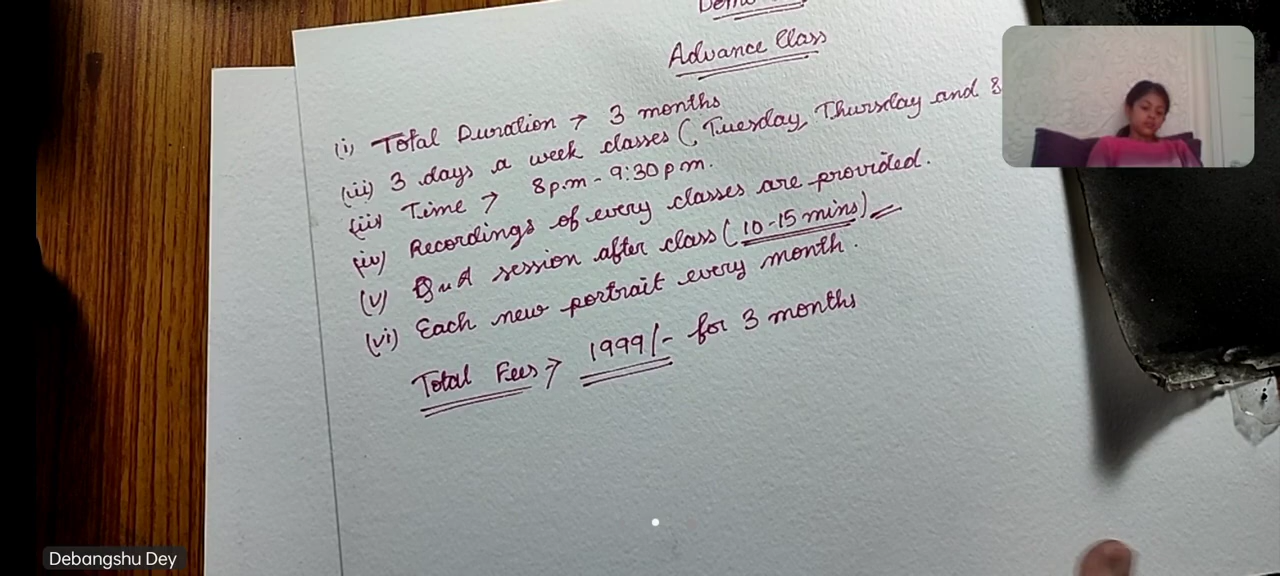 Advance Class
(i) Total Duration → 3 months
(ii) 3 days a week classes (Tuesday, Thursday and
(iii) Time → 8 p.m - 9:30 p.m.
(iv) Recordings of every classes are provided.
(v) QnA session after class (10-15 mins)
(vi) Each new portrait every month.
Total Fees → 1999/- for 3 months
Debangshu Dey